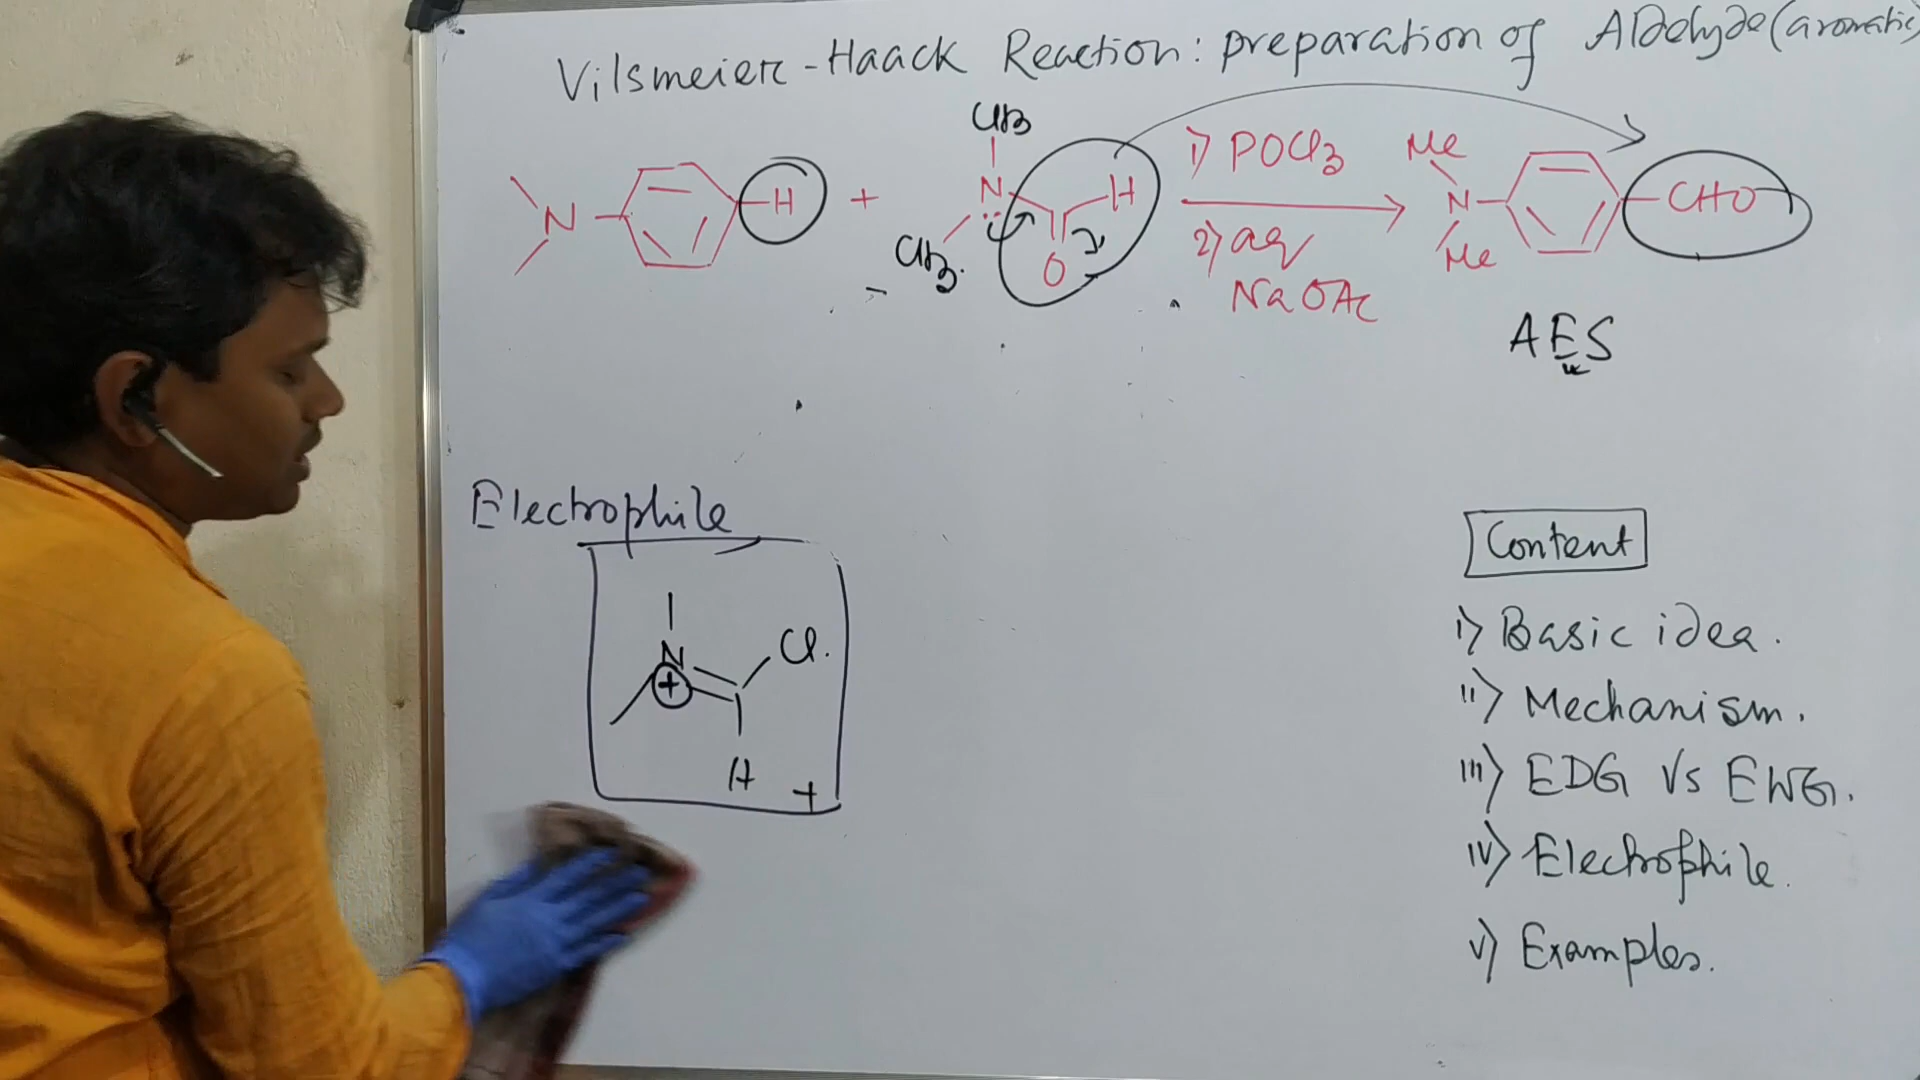 Vilsmeier-Haack Reaction: preparation of Aldehyde (aromatic)
N H + CH3 N CH3 H O 1) POCl3 2) aq NaOAc Me N Me CHO
AES
Electrophile
N + Cl. H +
Content
i) Basic idea.
ii) Mechanism.
iii) EDG Vs EWG.
iv) Electrophile.
v) Examples.